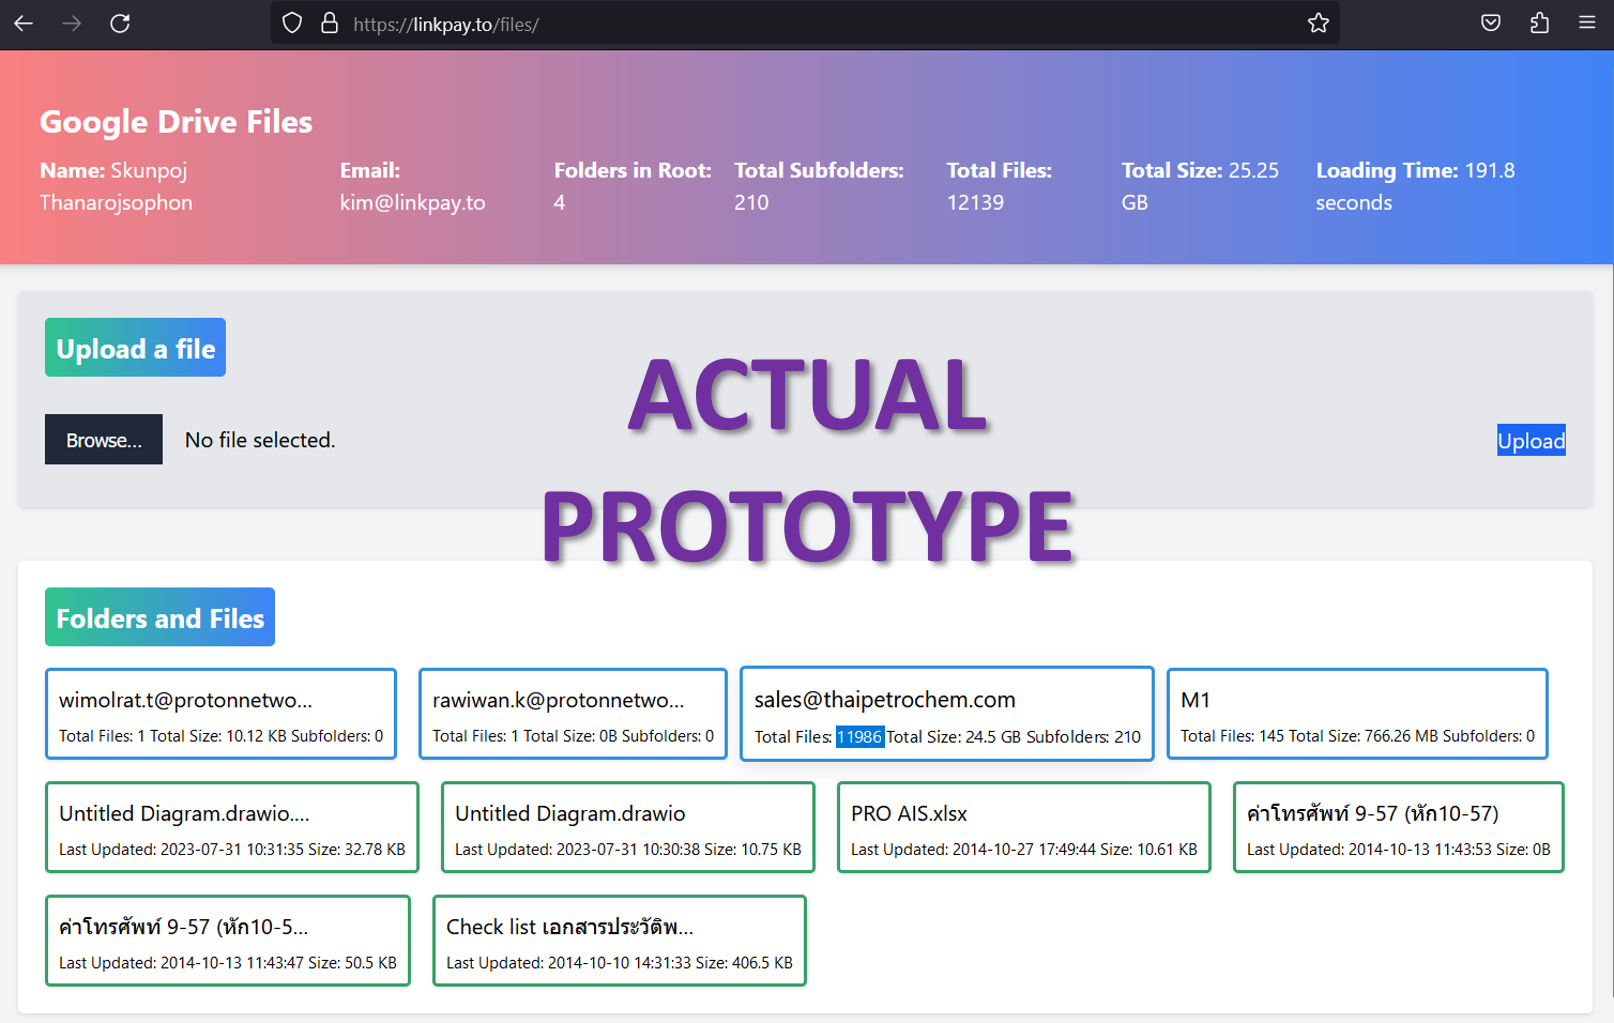 https://linkpay.to/files/
Google Drive Files
Name: Skunpoj
Thanarojsophon
Email:
kim@linkpay.to
Folders in Root:
4
Total Subfolders:
210
Total Files:
12139
Total Size: 25.25
GB
Loading Time: 191.8
seconds
Upload a file
Browse... No file selected.
Upload
ACTUAL
PROTOTYPE
Folders and Files
wimolrat.t@protonnetwo...
Total Files: 1 Total Size: 10.12 KB Subfolders: 0
rawiwan.k@protonnetwo...
Total Files: 1 Total Size: 0B Subfolders: 0
sales@thaipetrochem.com
Total Files: 11986 Total Size: 24.5 GB Subfolders: 210
M1
Total Files: 145 Total Size: 766.26 MB Subfolders: 0
Untitled Diagram.drawio....
Last Updated: 2023-07-31 10:31:35 Size: 32.78 KB
Untitled Diagram.drawio
Last Updated: 2023-07-31 10:30:38 Size: 10.75 KB
PRO AIS.xlsx
Last Updated: 2014-10-27 17:49:44 Size: 10.61 KB
ค่าโทรศัพท์ 9-57 (หัก10-57)
Last Updated: 2014-10-13 11:43:53 Size: 0B
ค่าโทรศัพท์ 9-57 (หัก10-5...
Last Updated: 2014-10-13 11:43:47 Size: 50.5 KB
Check list เอกสารประวัติพ...
Last Updated: 2014-10-10 14:31:33 Size: 406.5 KB